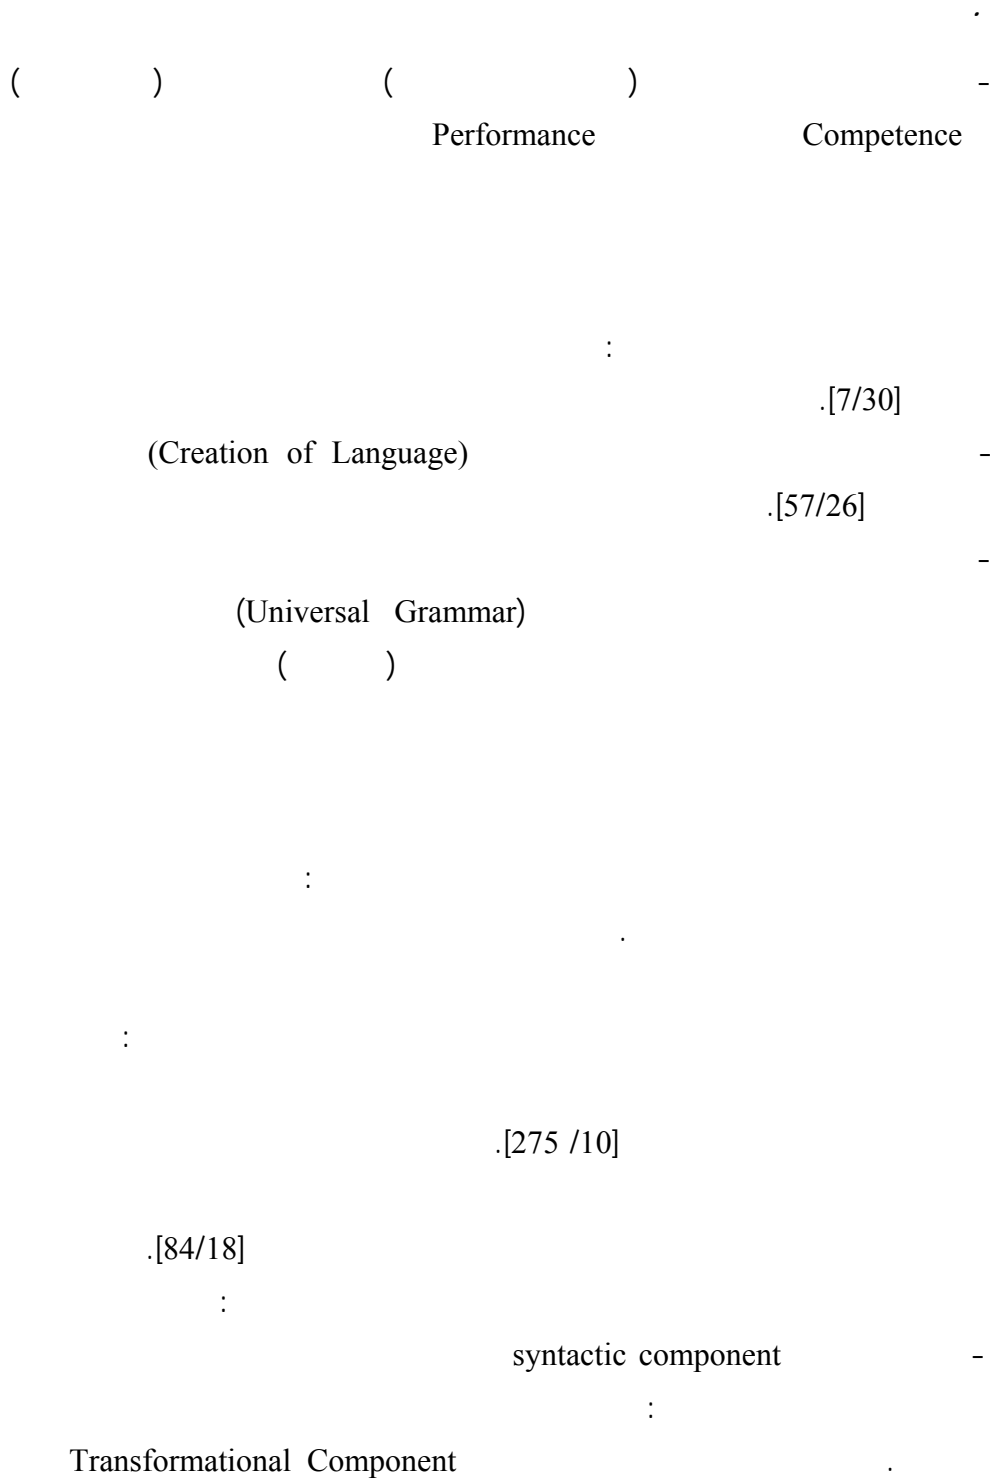 .
- ( ) ( )
Competence Performance
:
.[7/30]
- (Creation of Language)
.[57/26]
-
(Universal Grammar)
( )
:
.
:
.[275 /10]
.[84/18]
:
- syntactic component
:
. Transformational Component